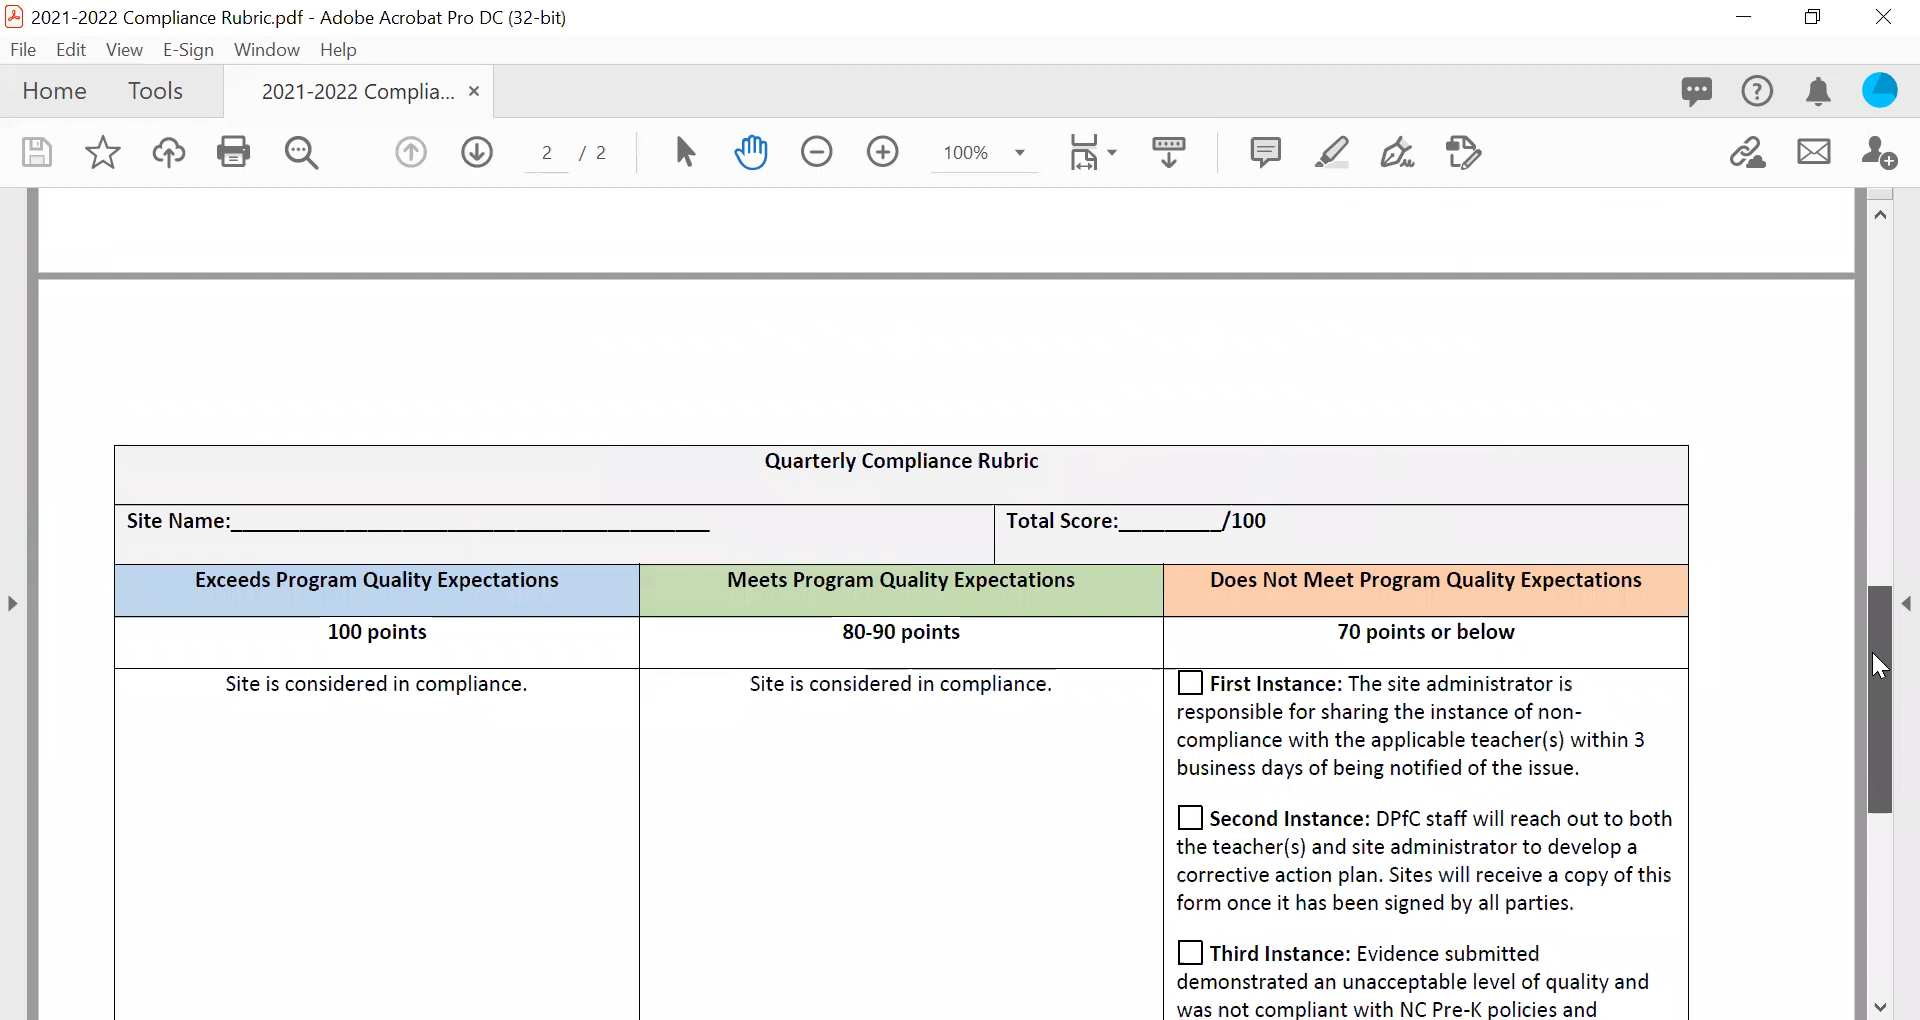 2021-2022 Compliance Rubric.pdf - Adobe Acrobat Pro DC (32-bit)
File Edit View E-Sign Window Help
Home Tools 2021-2022 Complia... ×
2 / 2 100%
Quarterly Compliance Rubric
Site Name:__________________________________________ Total Score:_________/100
Exceeds Program Quality Expectations Meets Program Quality Expectations Does Not Meet Program Quality Expectations
100 points 80-90 points 70 points or below
Site is considered in compliance. Site is considered in compliance. First Instance: The site administrator is
responsible for sharing the instance of non-
compliance with the applicable teacher(s) within 3
business days of being notified of the issue.
Second Instance: DPfC staff will reach out to both
the teacher(s) and site administrator to develop a
corrective action plan. Sites will receive a copy of this
form once it has been signed by all parties.
Third Instance: Evidence submitted
demonstrated an unacceptable level of quality and
was not compliant with NC Pre-K policies and